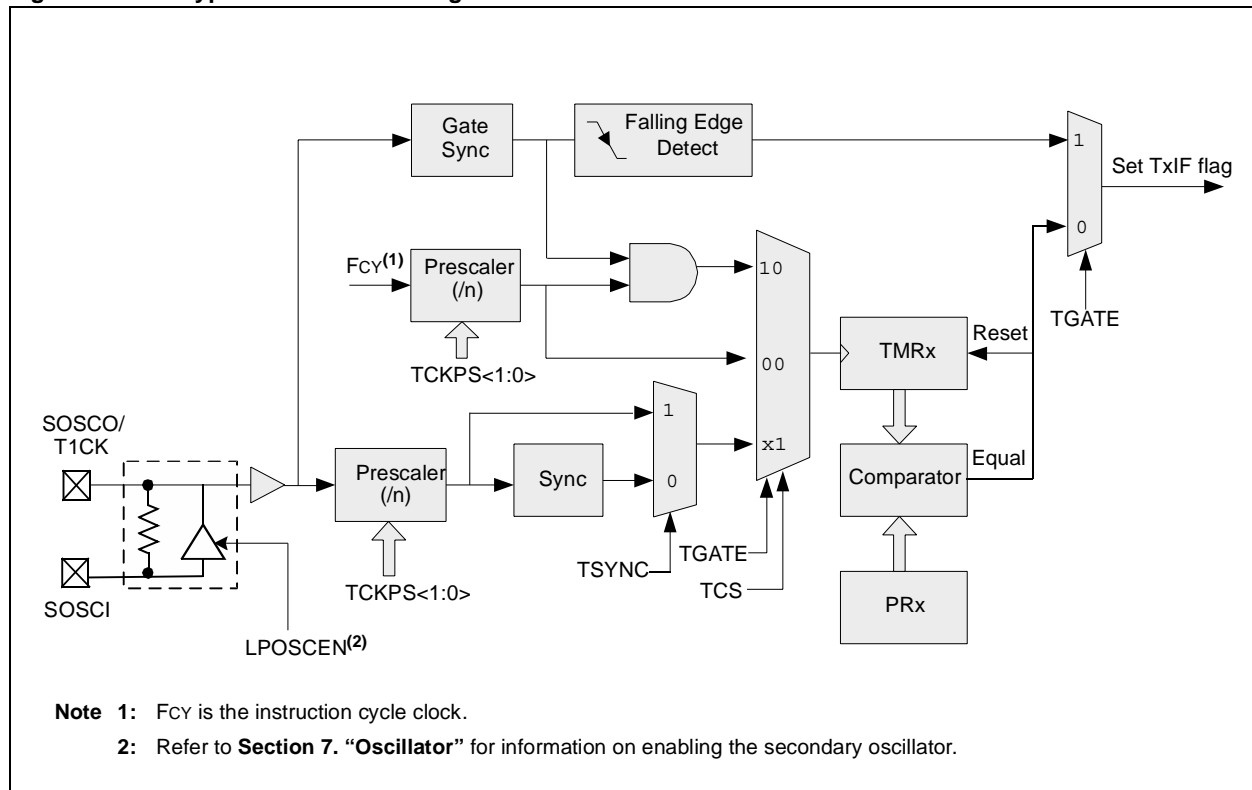 Gate
Sync
Falling Edge
Detect
1
Set TxIF flag
0
TGATE
FCY(1)
Prescaler
(/n)
TCKPS<1:0>
10
00
x1
TMRx
Reset
Comparator
Equal
PRx
SOSCO/
T1CK
SOSCI
Prescaler
(/n)
TCKPS<1:0>
Sync
1
0
TSYNC
TGATE
TCS
LPOSCEN(2)
Note 1: FCY is the instruction cycle clock.
2: Refer to Section 7. “Oscillator” for information on enabling the secondary oscillator.